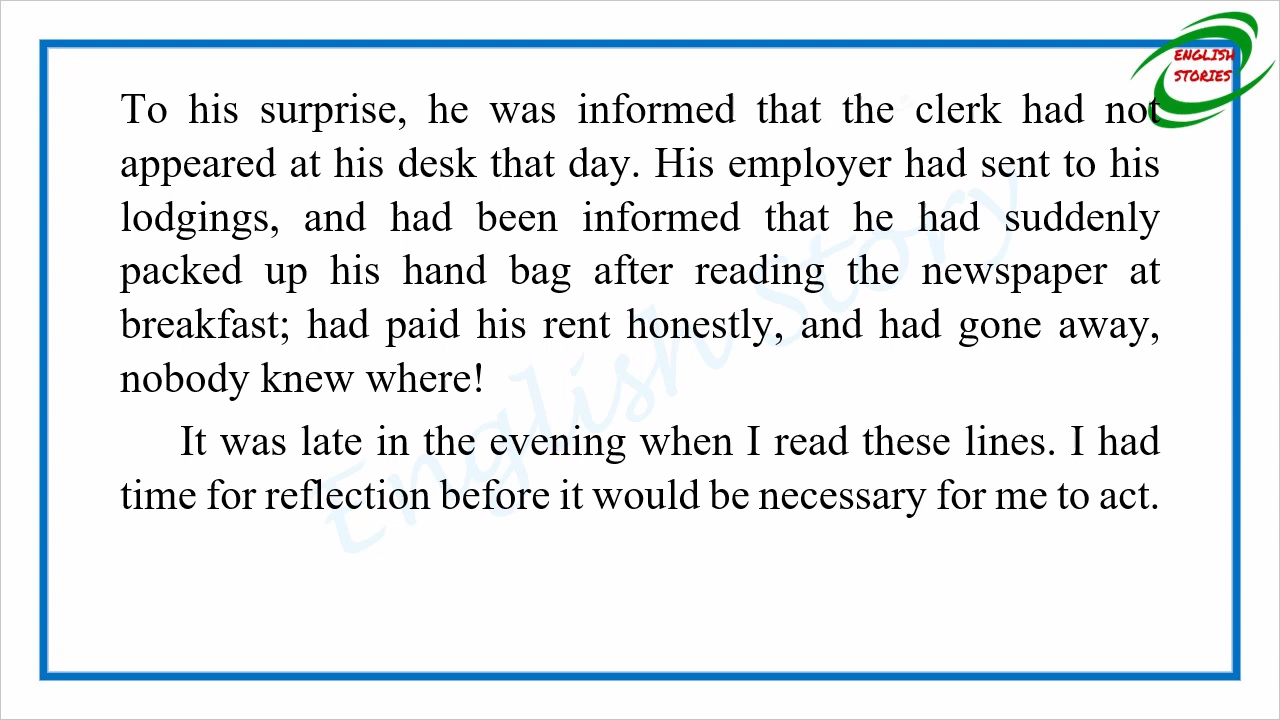 ENGLISH
STORIES
To his surprise, he was informed that the clerk had not
appeared at his desk that day. His employer had sent to his
lodgings, and had been informed that he had suddenly
packed up his hand bag after reading the newspaper at
breakfast; had paid his rent honestly, and had gone away,
nobody knew where!
It was late in the evening when I read these lines. I had
time for reflection before it would be necessary for me to act.
English Story